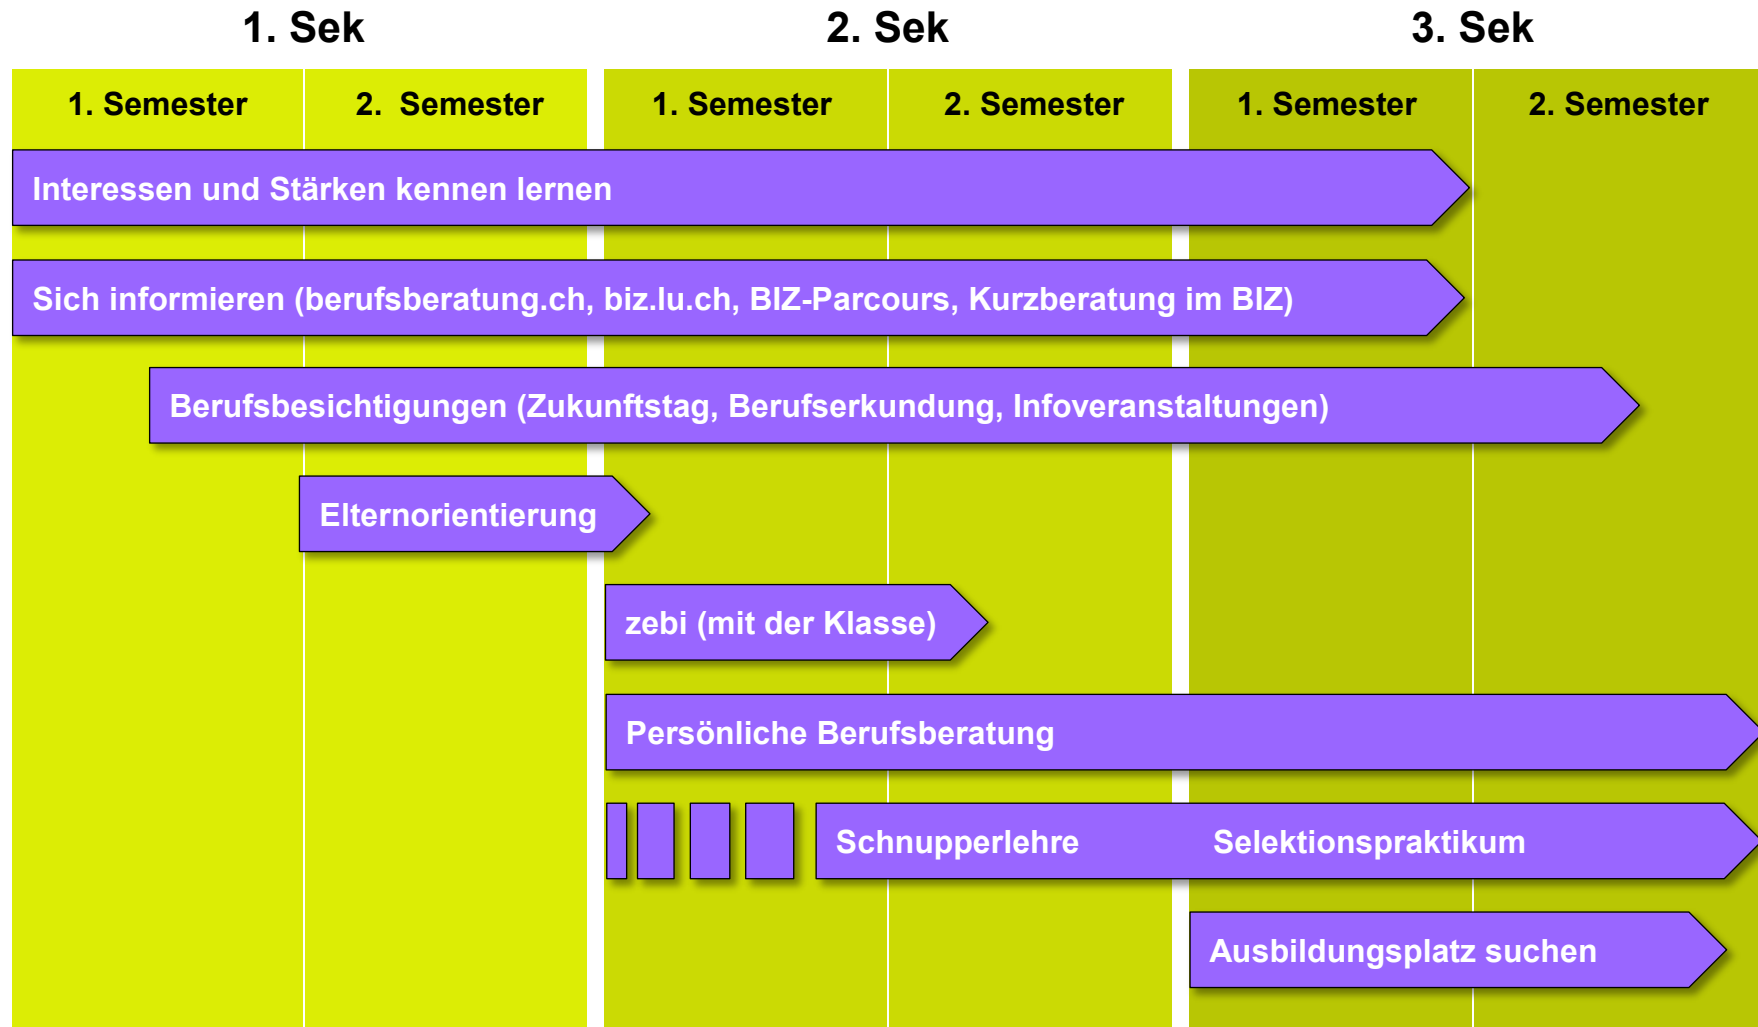 1. Sek 2. Sek 3. Sek
1. Semester 2. Semester 1. Semester 2. Semester 1. Semester 2. Semester
Interessen und Stärken kennen lernen
Sich informieren (berufsberatung.ch, biz.lu.ch, BIZ-Parcours, Kurzberatung im BIZ)
Berufsbesichtigungen (Zukunftstag, Berufserkundung, Infoveranstaltungen)
Elternorientierung
zebi (mit der Klasse)
Persönliche Berufsberatung
Schnupperlehre Selektionspraktikum
Ausbildungsplatz suchen